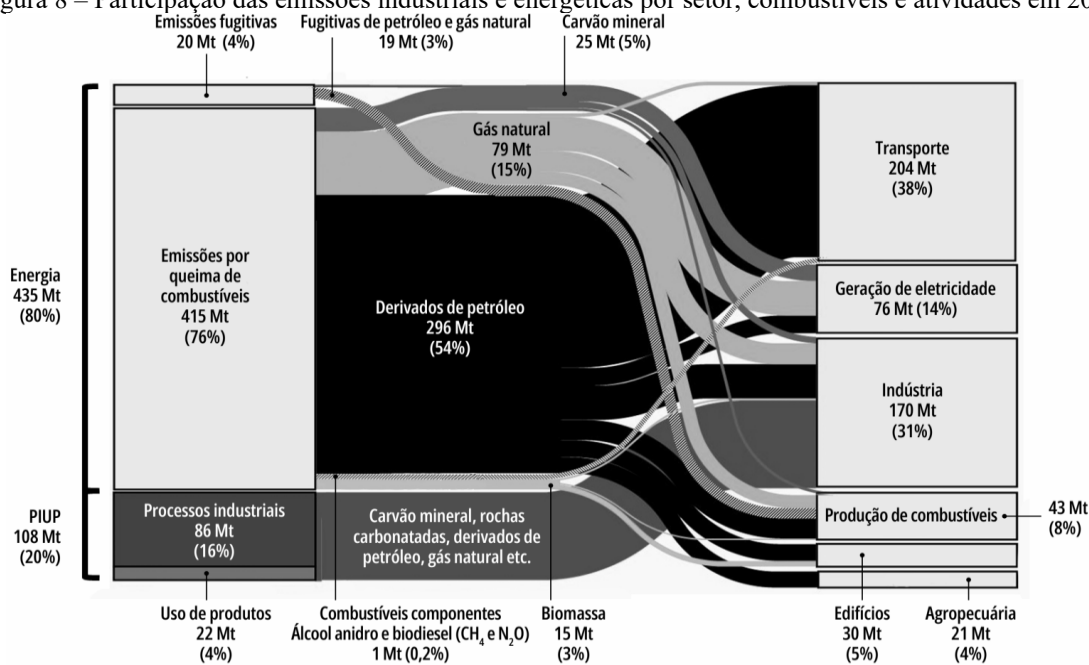 gura 8 – Participação das emissões industriais e energéticas por setor, combustíveis e atividades em 20
Emissões fugitivas
20 Mt (4%)
Fugitivas de petróleo e gás natural
19 Mt (3%)
Carvão mineral
25 Mt (5%)
Energia
435 Mt
(80%)
PIUP
108 Mt
(20%)
Emissões por
queima de
combustíveis
415 Mt
(76%)
Processos industriais
86 Mt
(16%)
Gás natural
79 Mt
(15%)
Derivados de petróleo
296 Mt
(54%)
Carvão mineral, rochas
carbonatadas, derivados de
petróleo, gás natural etc.
Transporte
204 Mt
(38%)
Geração de eletricidade
76 Mt (14%)
Indústria
170 Mt
(31%)
Produção de combustíveis
43 Mt
(8%)
Uso de produtos
22 Mt
(4%)
Combustíveis componentes
Álcool anidro e biodiesel (CH₄ e N₂O)
1 Mt (0,2%)
Biomassa
15 Mt
(3%)
Edifícios
30 Mt
(5%)
Agropecuária
21 Mt
(4%)